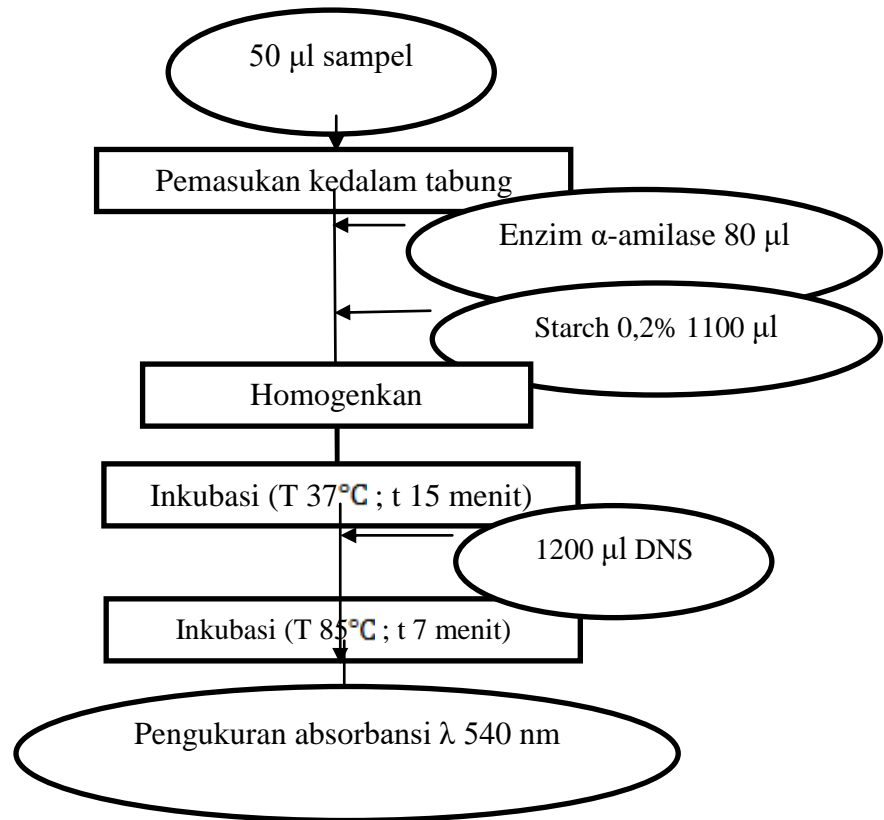 50 μl sampel
Pemasukan kedalam tabung
Enzim α-amilase 80 μl
Starch 0,2% 1100 μl
Homogenkan
Inkubasi (T 37°C ; t 15 menit)
1200 μl DNS
Inkubasi (T 85°C ; t 7 menit)
Pengukuran absorbansi λ 540 nm